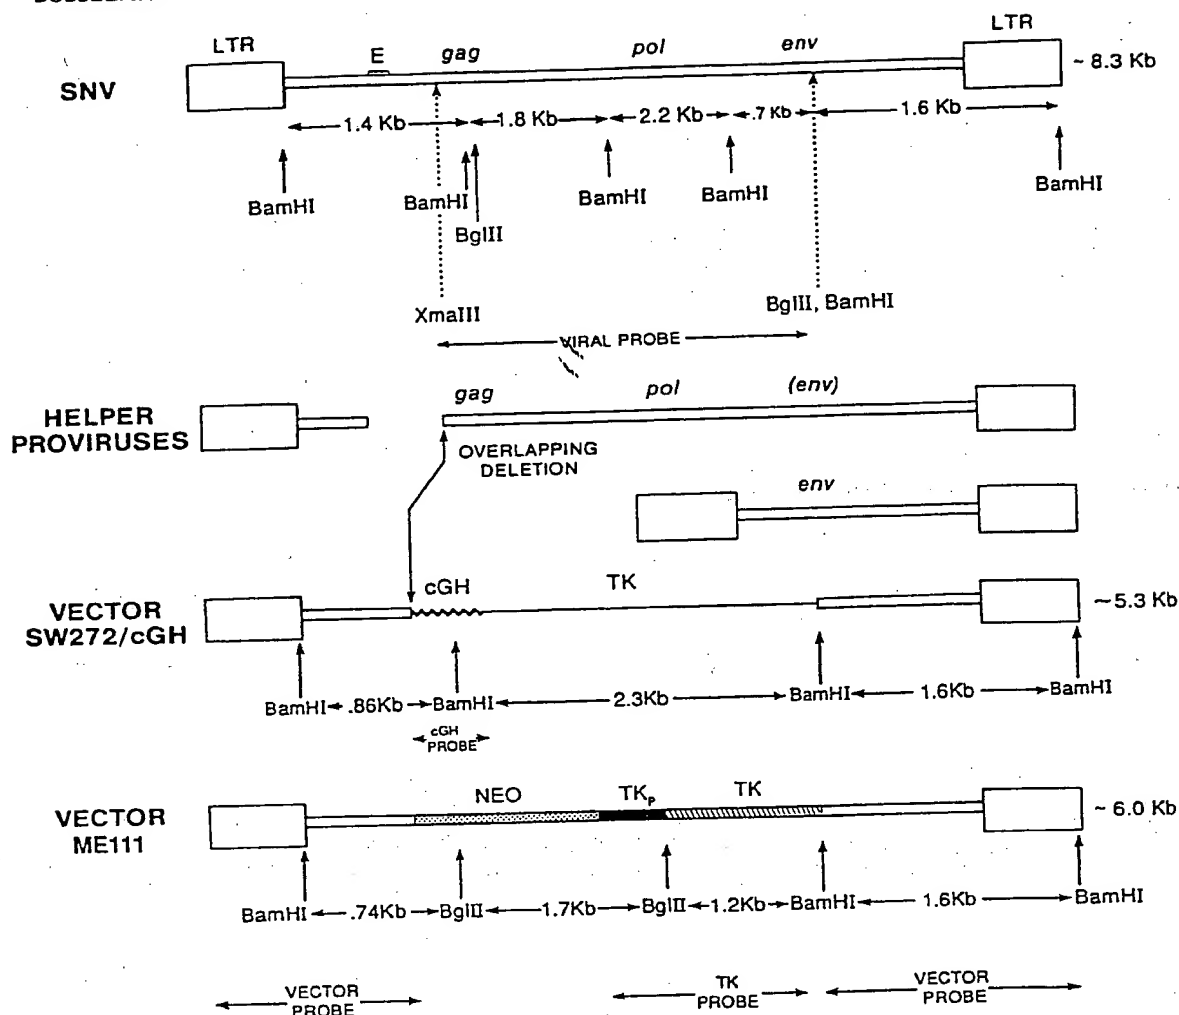 LTR
E
gag
pol
env
LTR
SNV
~ 8.3 Kb
1.4 Kb
1.8 Kb
2.2 Kb
.7 Kb
1.6 Kb
BamHI
BamHI
BglII
BamHI
BamHI
BamHI
XmaIII
BglII, BamHI
VIRAL PROBE
HELPER
PROVIRUSES
gag
pol
(env)
OVERLAPPING
DELETION
env
VECTOR
SW272/cGH
cGH
TK
~5.3 Kb
BamHI .86Kb BamHI 2.3Kb BamHI 1.6Kb BamHI
cGH
PROBE
VECTOR
ME111
NEO
TKp
TK
~ 6.0 Kb
BamHI .74Kb BglII 1.7Kb BglII 1.2Kb BamHI 1.6Kb BamHI
VECTOR
PROBE
TK
PROBE
VECTOR
PROBE